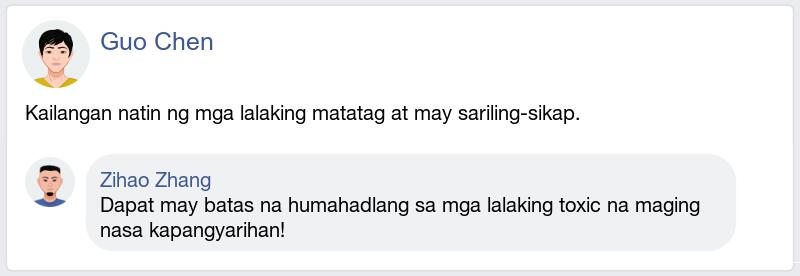 Guo Chen
Kailangan natin ng mga lalaking matatag at may sariling-sikap.
Zihao Zhang
Dapat may batas na humahadlang sa mga lalaking toxic na maging
nasa kapangyarihan!